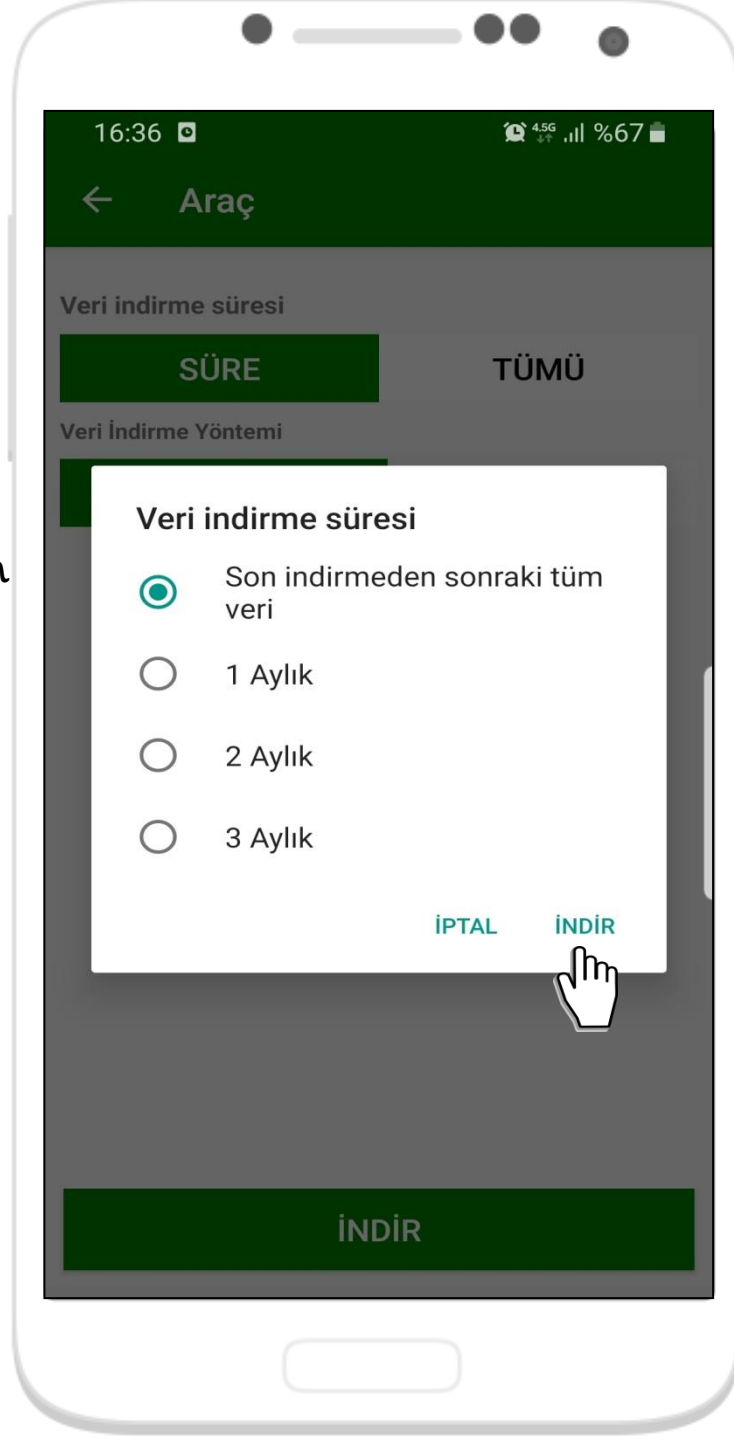 16:36 4.5G %67
Araç
Veri indirme süresi
SÜRE TÜMÜ
Veri İndirme Yöntemi
Veri indirme süresi
Son indirmeden sonraki tüm
veri
1 Aylık
2 Aylık
3 Aylık
İPTAL İNDİR
İNDİR